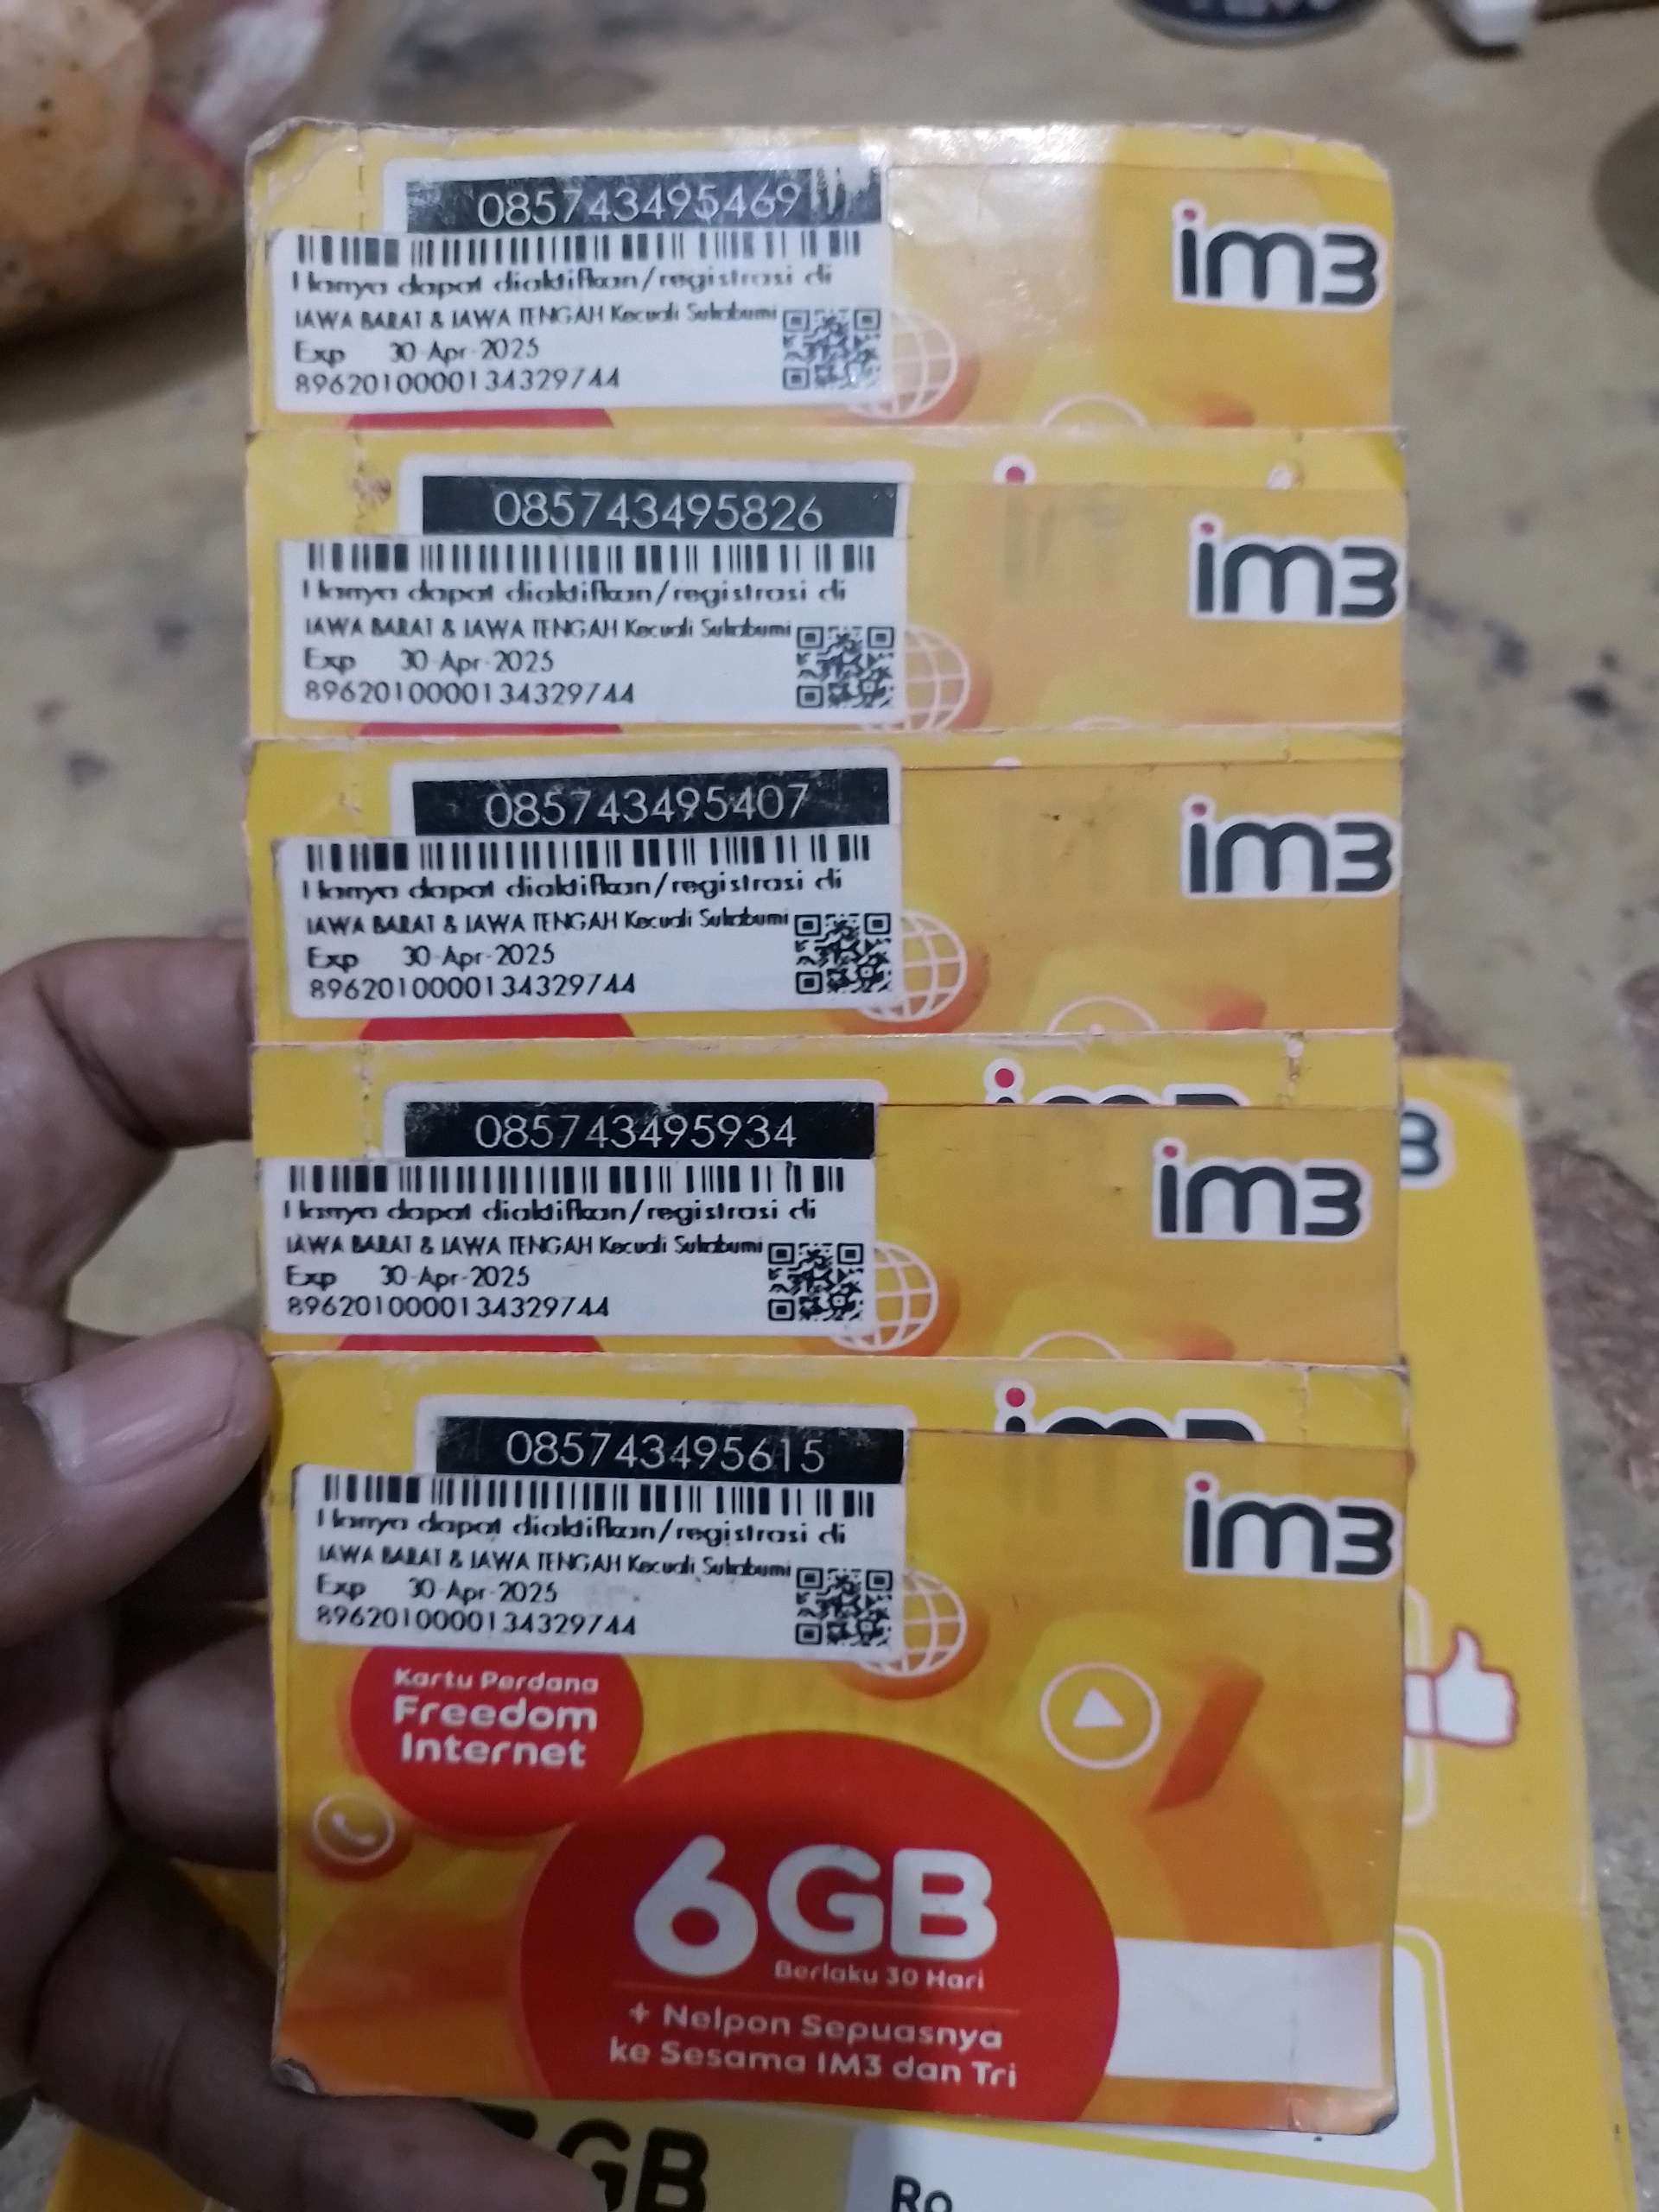 085743495469
im3
Hanya dapat diaktifkan/registrasi di
JAWA BARAT & JAWA TENGAH Kecuali Sukabumi
Exp 30-Apr-2025
8962010000134329744
085743495826
im3
Hanya dapat diaktifkan/registrasi di
JAWA BARAT & JAWA TENGAH Kecuali Sukabumi
Exp 30-Apr-2025
8962010000134329744
085743495407
im3
Hanya dapat diaktifkan/registrasi di
JAWA BARAT & JAWA TENGAH Kecuali Sukabumi
Exp 30-Apr-2025
8962010000134329744
085743495934
im3
Hanya dapat diaktifkan/registrasi di
JAWA BARAT & JAWA TENGAH Kecuali Sukabumi
Exp 30-Apr-2025
8962010000134329744
085743495615
im3
Hanya dapat diaktifkan/registrasi di
JAWA BARAT & JAWA TENGAH Kecuali Sukabumi
Exp 30-Apr-2025
8962010000134329744
Kartu Perdana
Freedom
Internet
6GB
Berlaku 30 Hari
+ Nelpon Sepuasnya
ke Sesama IM3 dan Tri
GB